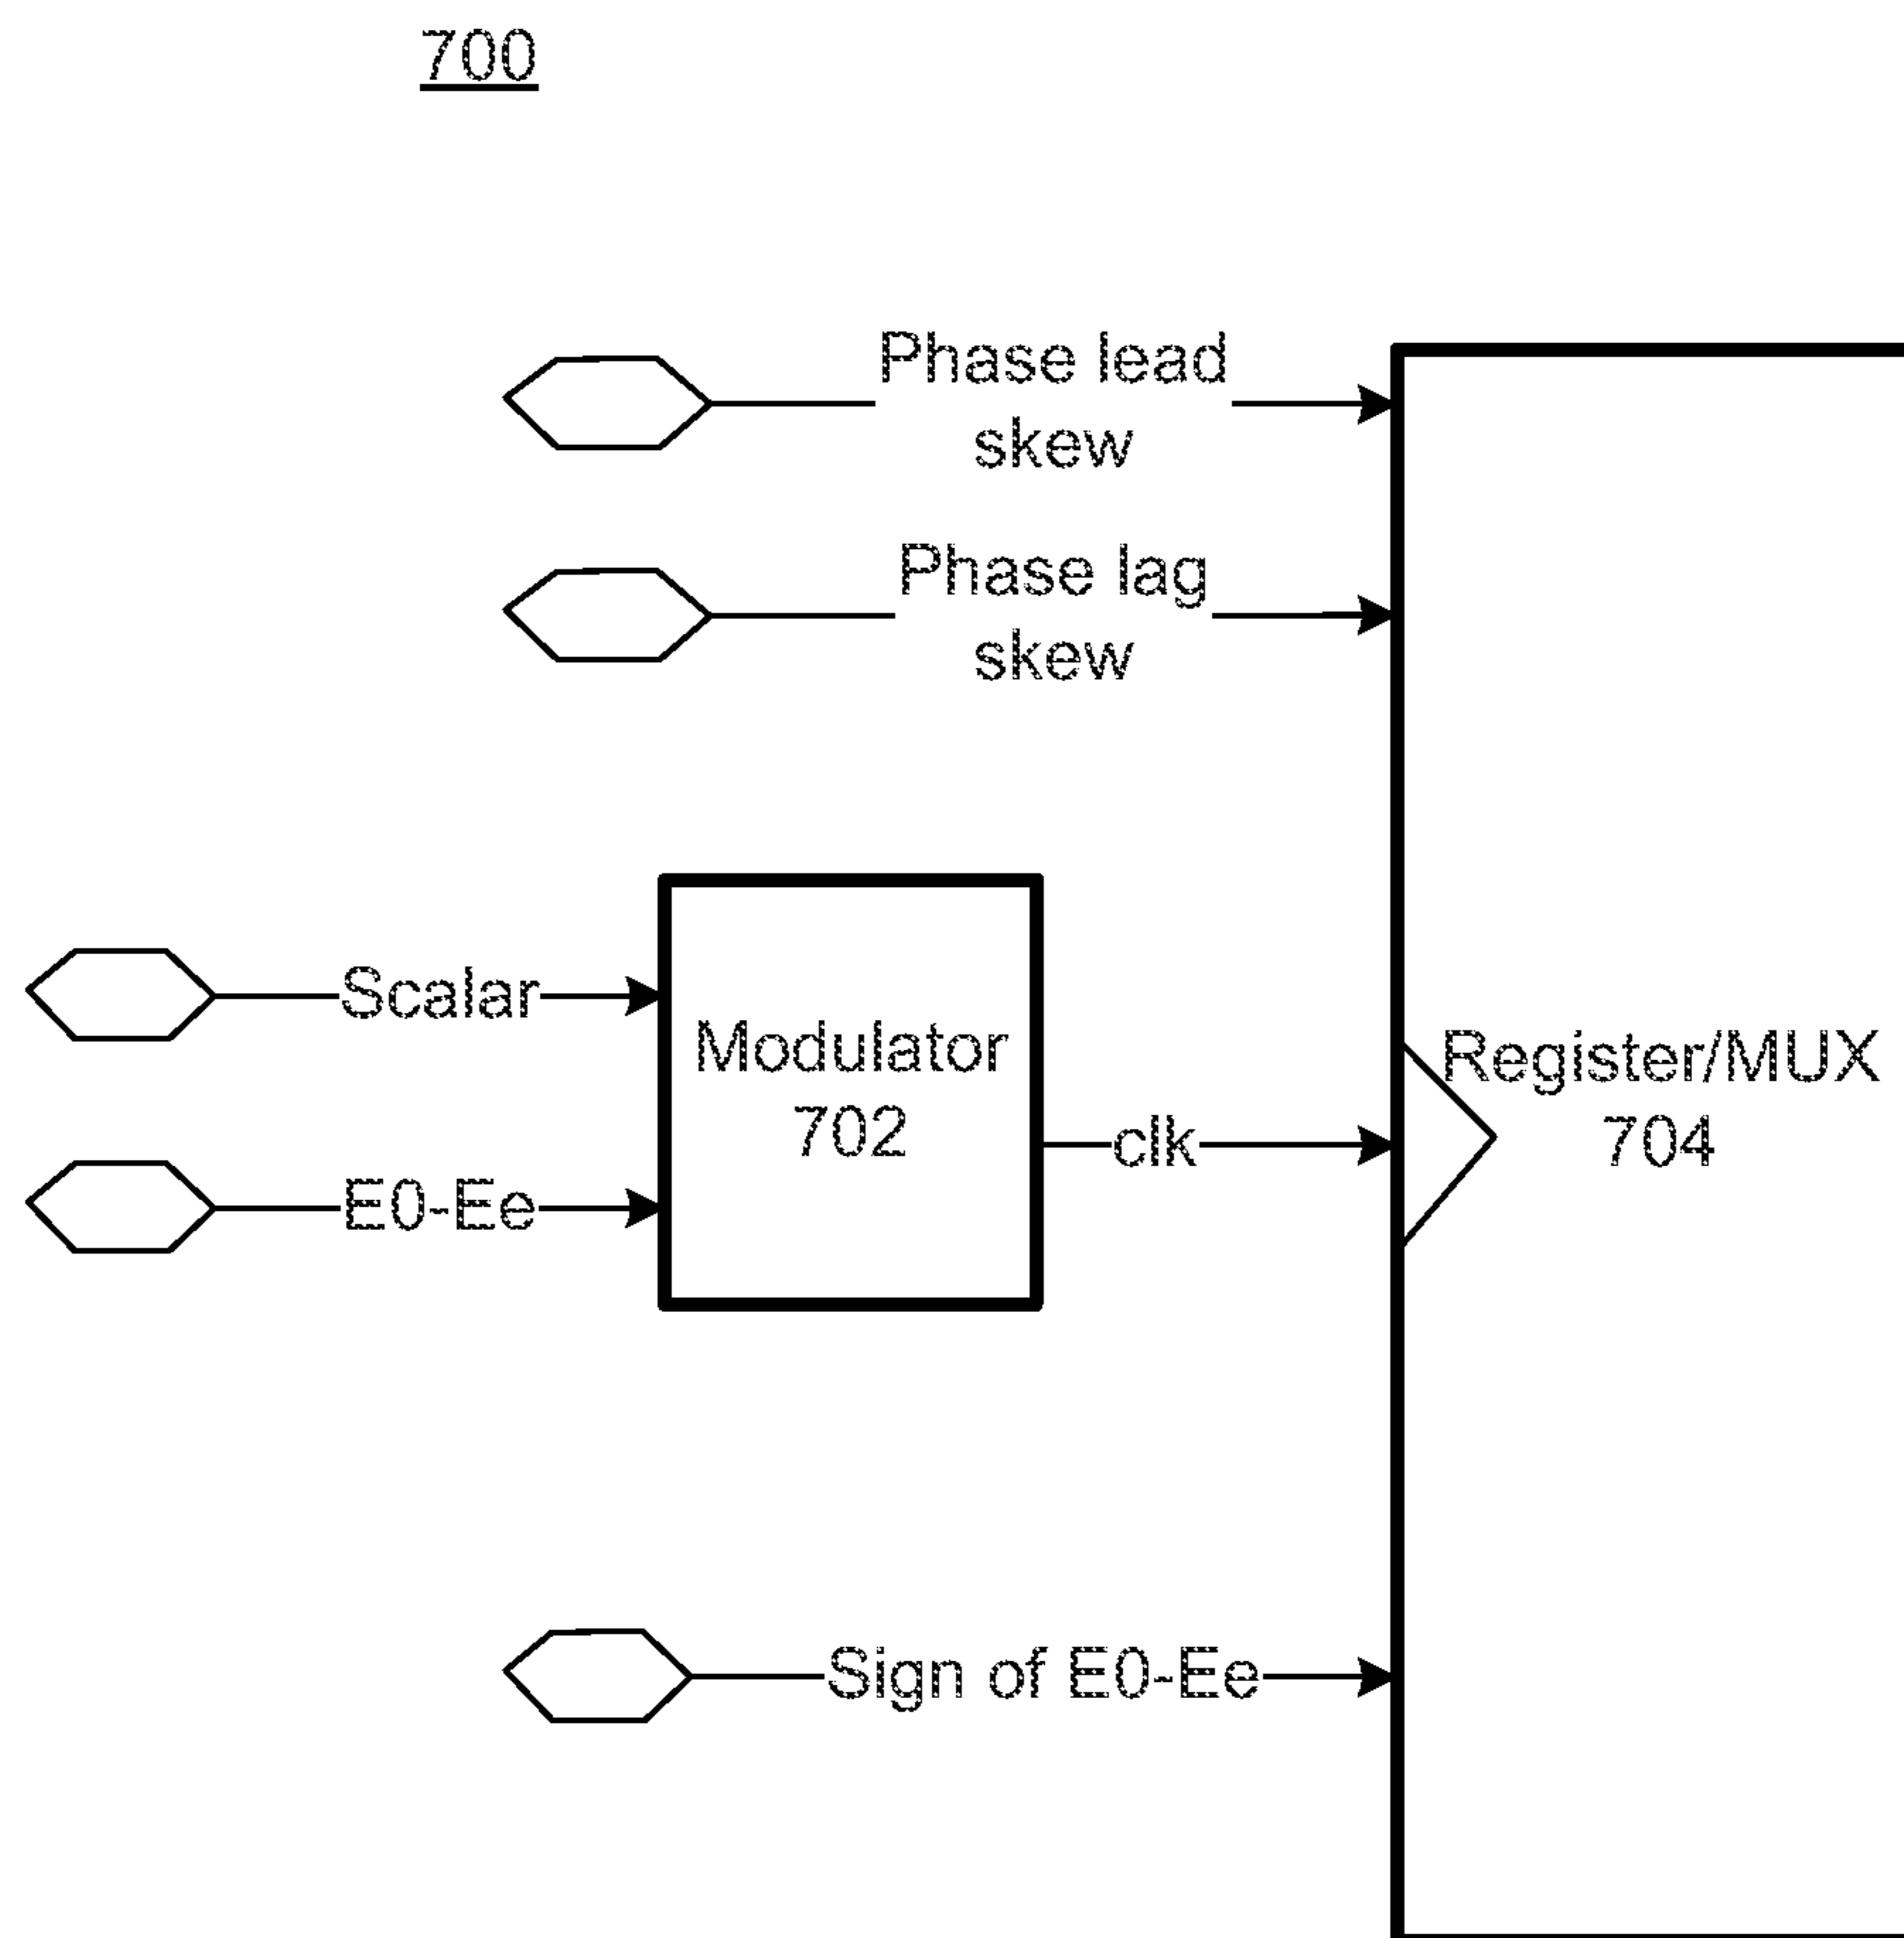 700
Phase lead
skew
Phase lag
skew
Scalar
E0-Ee
Modulator
702
clk
Register/MUX
704
Sign of E0-Ee